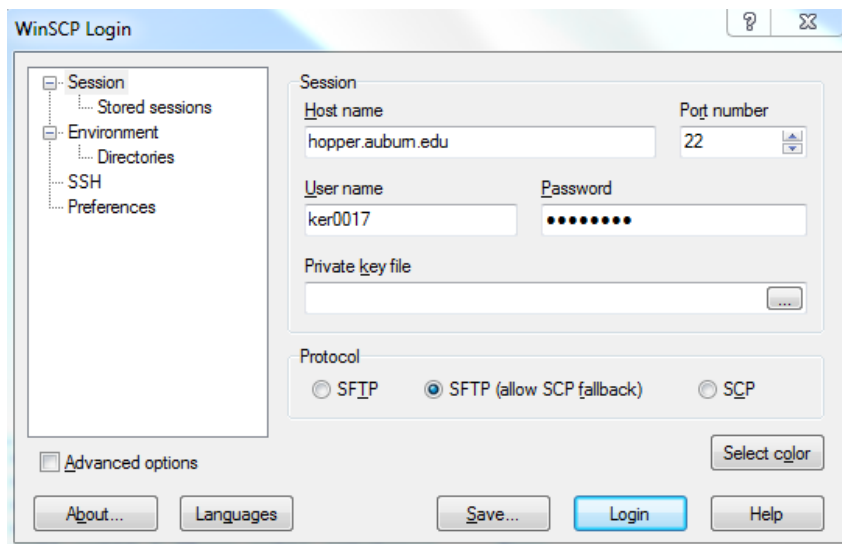 WinSCP Login
Session
Stored sessions
Environment
Directories
SSH
Preferences
Session
Host name
Port number
hopper.auburn.edu
22
User name
Password
ker0017
●●●●●●●●
Private key file
...
Protocol
SFTP
SFTP (allow SCP fallback)
SCP
Advanced options
Select color
About...
Languages
Save...
Login
Help